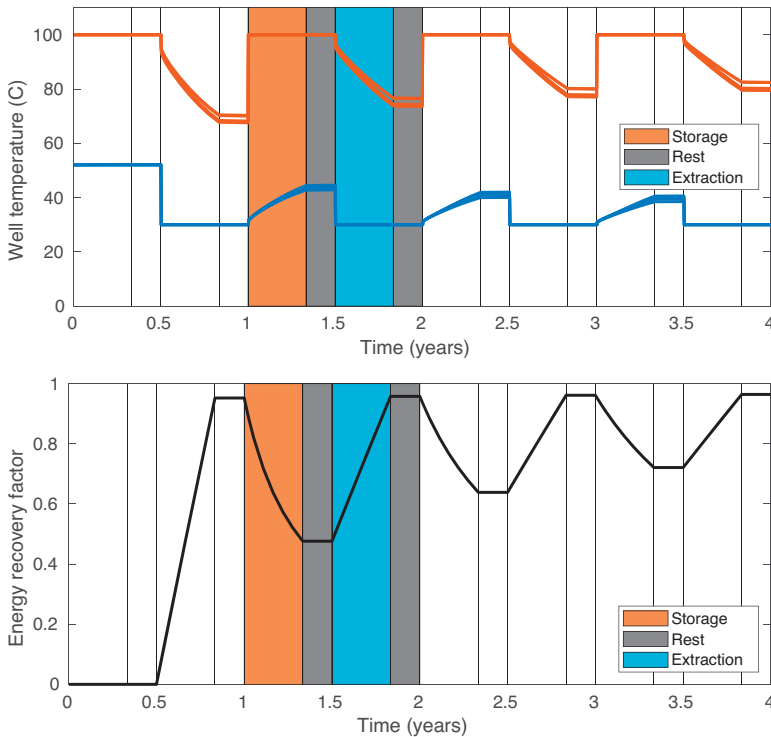 Well temperature (C)
100
80
60
40
20
0
0 0.5 1 1.5 2 2.5 3 3.5 4
Time (years)
Storage
Rest
Extraction
Energy recovery factor
1
0.8
0.6
0.4
0.2
0
0 0.5 1 1.5 2 2.5 3 3.5 4
Time (years)
Storage
Rest
Extraction